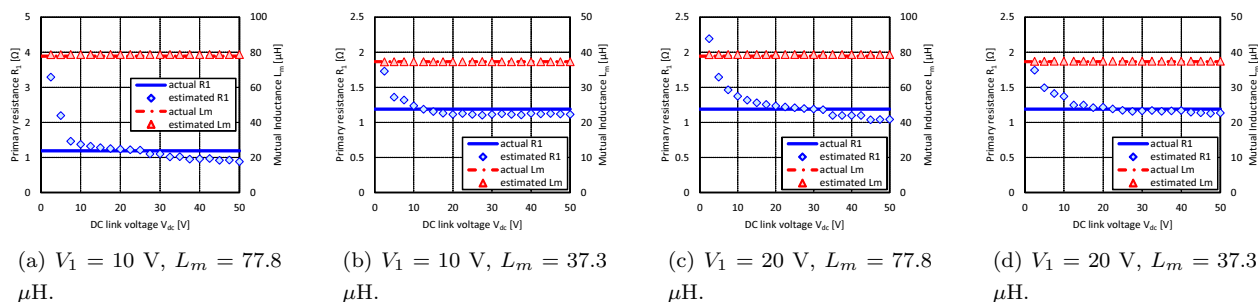 Primary resistance R₁ [Ω]
5
4
3
2
1
0
100
80
60
40
20
0
Mutual Inductance Lₘ [μH]
actual R1
estimated R1
actual Lm
estimated Lm
0 10 20 30 40 50
DC link voltage V_dc [V]
(a) V₁ = 10 V, Lₘ = 77.8
μH.
Primary resistance R₁ [Ω]
2.5
2
1.5
1
0.5
0
50
40
30
20
10
0
Mutual Inductance Lₘ [μH]
actual R1
estimated R1
actual Lm
estimated Lm
0 10 20 30 40 50
DC link voltage V_dc [V]
(b) V₁ = 10 V, Lₘ = 37.3
μH.
Primary resistance R₁ [Ω]
2.5
2
1.5
1
0.5
0
100
80
60
40
20
0
Mutual Inductance Lₘ [μH]
actual R1
estimated R1
actual Lm
estimated Lm
0 10 20 30 40 50
DC link voltage V_dc [V]
(c) V₁ = 20 V, Lₘ = 77.8
μH.
Primary resistance R₁ [Ω]
2.5
2
1.5
1
0.5
0
50
40
30
20
10
0
Mutual Inductance Lₘ [μH]
actual R1
estimated R1
actual Lm
estimated Lm
0 10 20 30 40 50
DC link voltage V_dc [V]
(d) V₁ = 20 V, Lₘ = 37.3
μH.